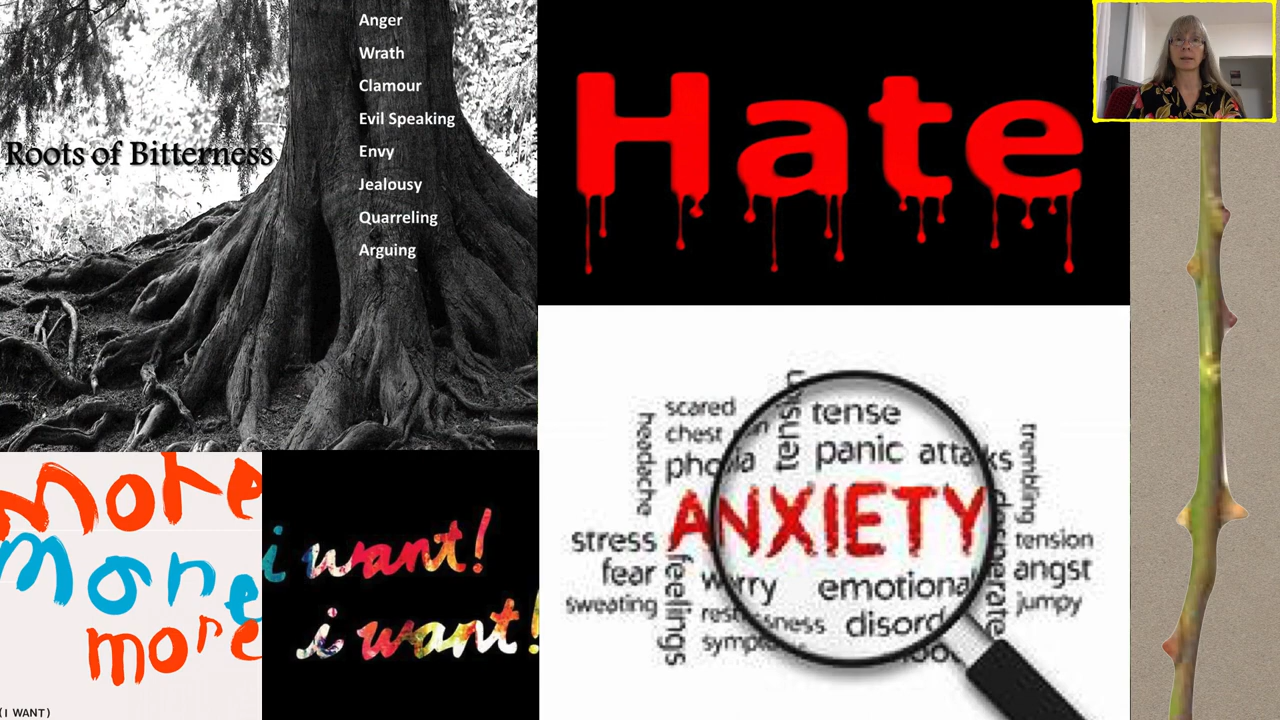 Anger
Wrath
Clamour
Evil Speaking
Envy
Jealousy
Quarreling
Arguing
Roots of Bitterness
Hate
more
more
more
(I WANT)
i want!
i want!
scared
chest
phobia
headache
tense
panic attacks
trembling
ANXIETY
stress
fear
sweating
feelings
worry
emotional
restlessness
disord
desperate
tension
angst
jumpy